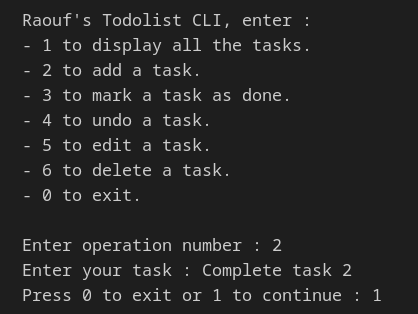 Raouf's Todolist CLI, enter :
- 1 to display all the tasks.
- 2 to add a task.
- 3 to mark a task as done.
- 4 to undo a task.
- 5 to edit a task.
- 6 to delete a task.
- 0 to exit.

Enter operation number : 2
Enter your task : Complete task 2
Press 0 to exit or 1 to continue : 1